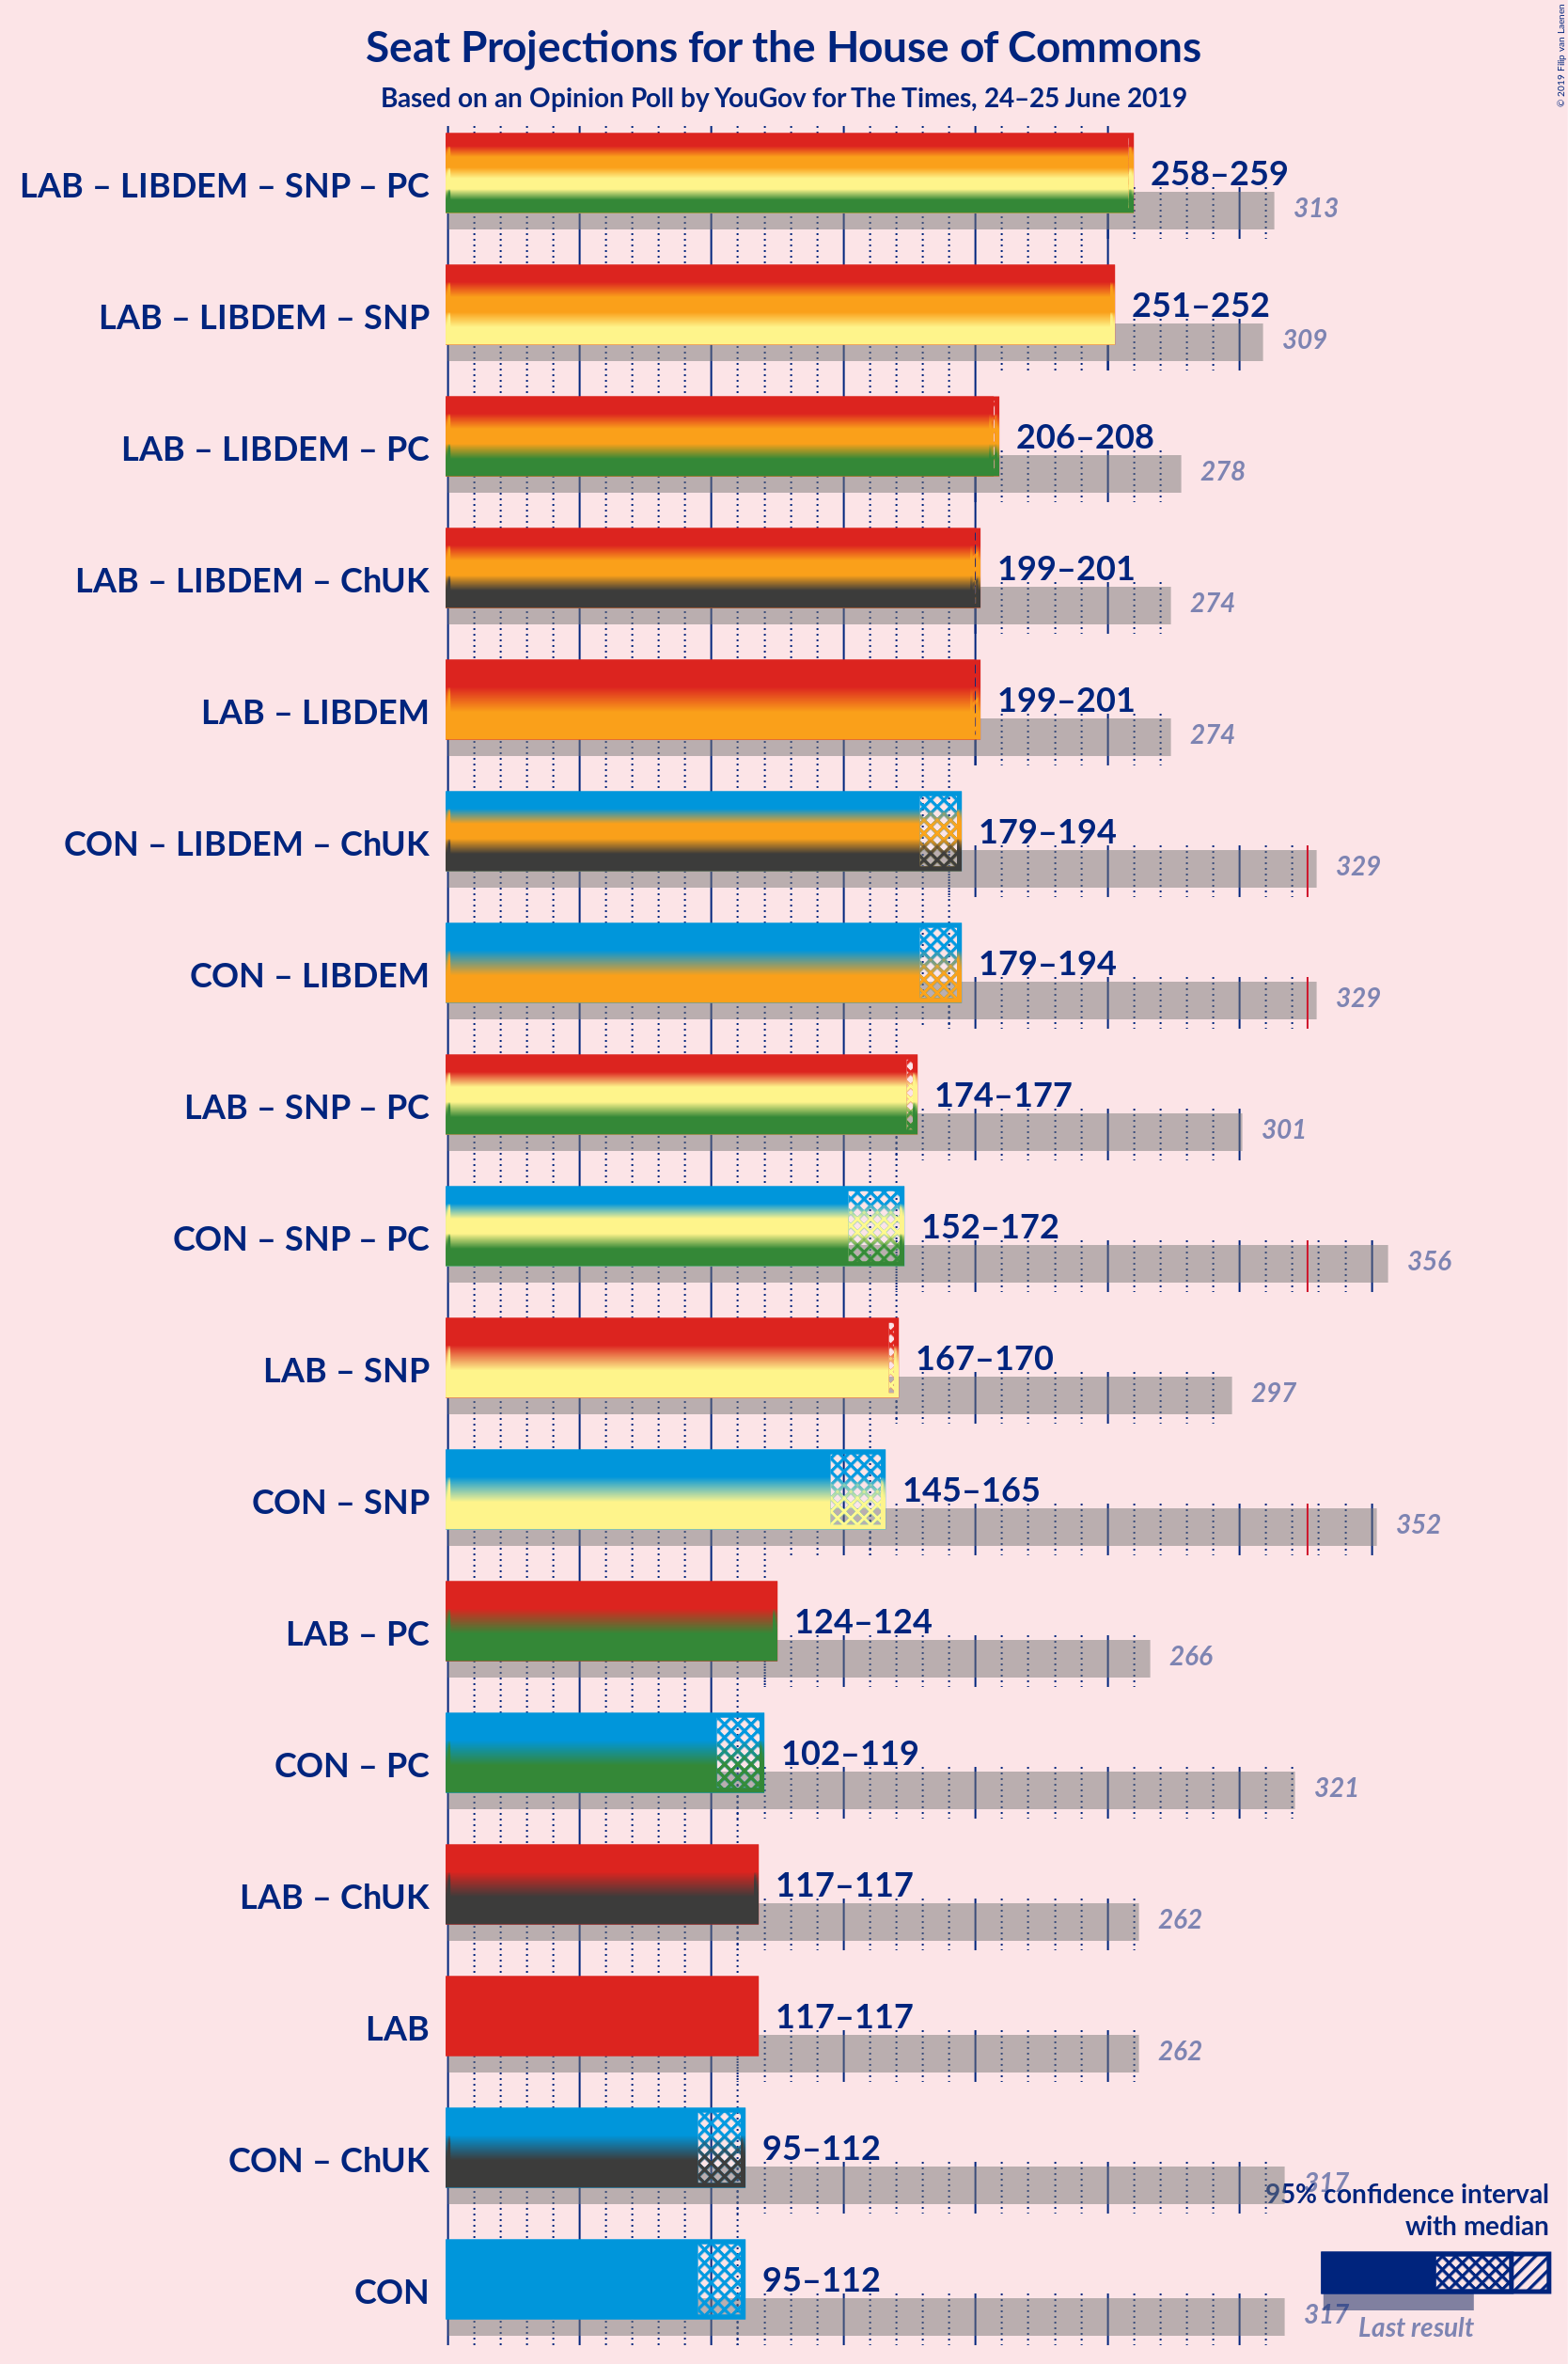 Seat Projections for the House of Commons
Based on an Opinion Poll by YouGov for The Times, 24–25 June 2019
© 2019 Filip van Laenen
LAB – LIBDEM – SNP – PC 258–259 313
LAB – LIBDEM – SNP 251–252 309
LAB – LIBDEM – PC 206–208 278
LAB – LIBDEM – ChUK 199–201 274
LAB – LIBDEM 199–201 274
CON – LIBDEM – ChUK 179–194 329
CON – LIBDEM 179–194 329
LAB – SNP – PC 174–177 301
CON – SNP – PC 152–172 356
LAB – SNP 167–170 297
CON – SNP 145–165 352
LAB – PC 124–124 266
CON – PC 102–119 321
LAB – ChUK 117–117 262
LAB 117–117 262
CON – ChUK 95–112 317
CON 95–112 317
95% confidence interval
with median
Last result